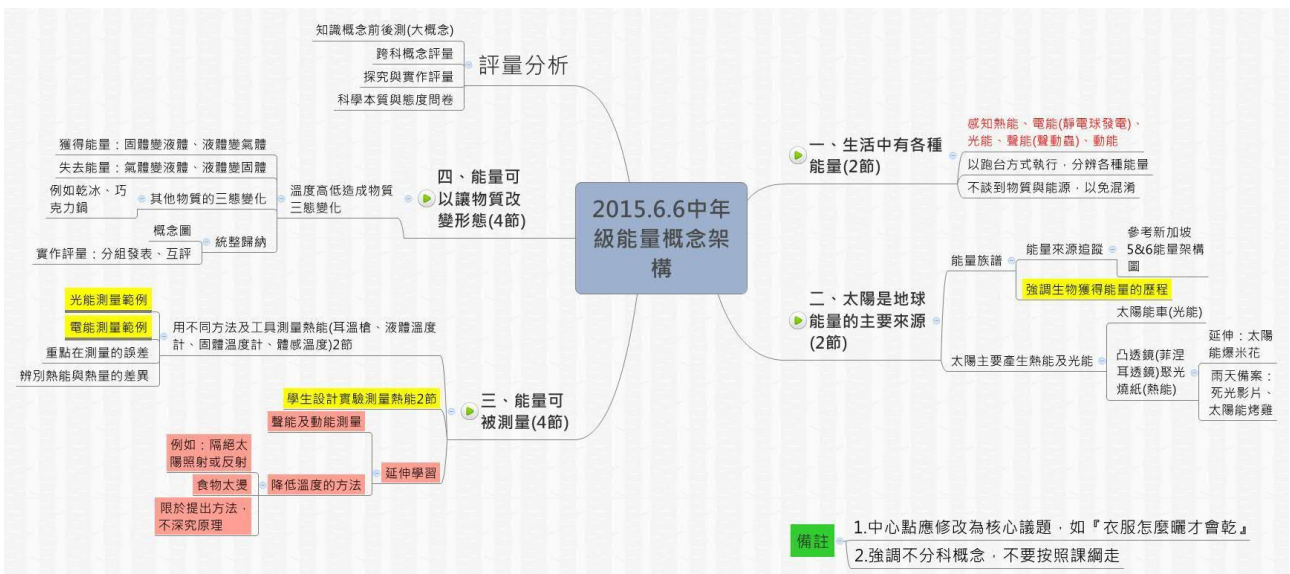 2015.6.6中年
級能量概念架
構
一、生活中有各種
能量(2節)
感知熱能、電能(靜電球發電)、
光能、聲能(聲動蟲)、動能
以跑台方式執行，分辨各種能量
不談到物質與能源，以免混淆
二、太陽是地球
能量的主要來源
(2節)
能量族譜
能量來源追蹤
參考新加坡
5&6能量架構
圖
強調生物獲得能量的歷程
太陽主要產生熱能及光能
太陽能車(光能)
凸透鏡(菲涅
耳透鏡)聚光
燒紙(熱能)
延伸：太陽
能爆米花
雨天備案：
死光影片、
太陽能烤雞
三、能量可
被測量(4節)
用不同方法及工具測量熱能(耳溫槍、液體溫度
計、固體溫度計、體感溫度)2節
光能測量範例
電能測量範例
重點在測量的誤差
辨別熱能與熱量的差異
學生設計實驗測量熱能2節
延伸學習
聲能及動能測量
降低溫度的方法
例如：隔絕太
陽照射或反射
食物太燙
限於提出方法，
不深究原理
四、能量可
以讓物質改
變形態(4節)
溫度高低造成物質
三態變化
獲得能量：固體變液體、液體變氣體
失去能量：氣體變液體、液體變固體
其他物質的三態變化
例如乾冰、巧
克力鍋
統整歸納
概念圖
實作評量：分組發表、互評
評量分析
知識概念前後測(大概念)
跨科概念評量
探究與實作評量
科學本質與態度問卷
備註
1.中心點應修改為核心議題，如『衣服怎麼曬才會乾』
2.強調不分科概念，不要按照課綱走